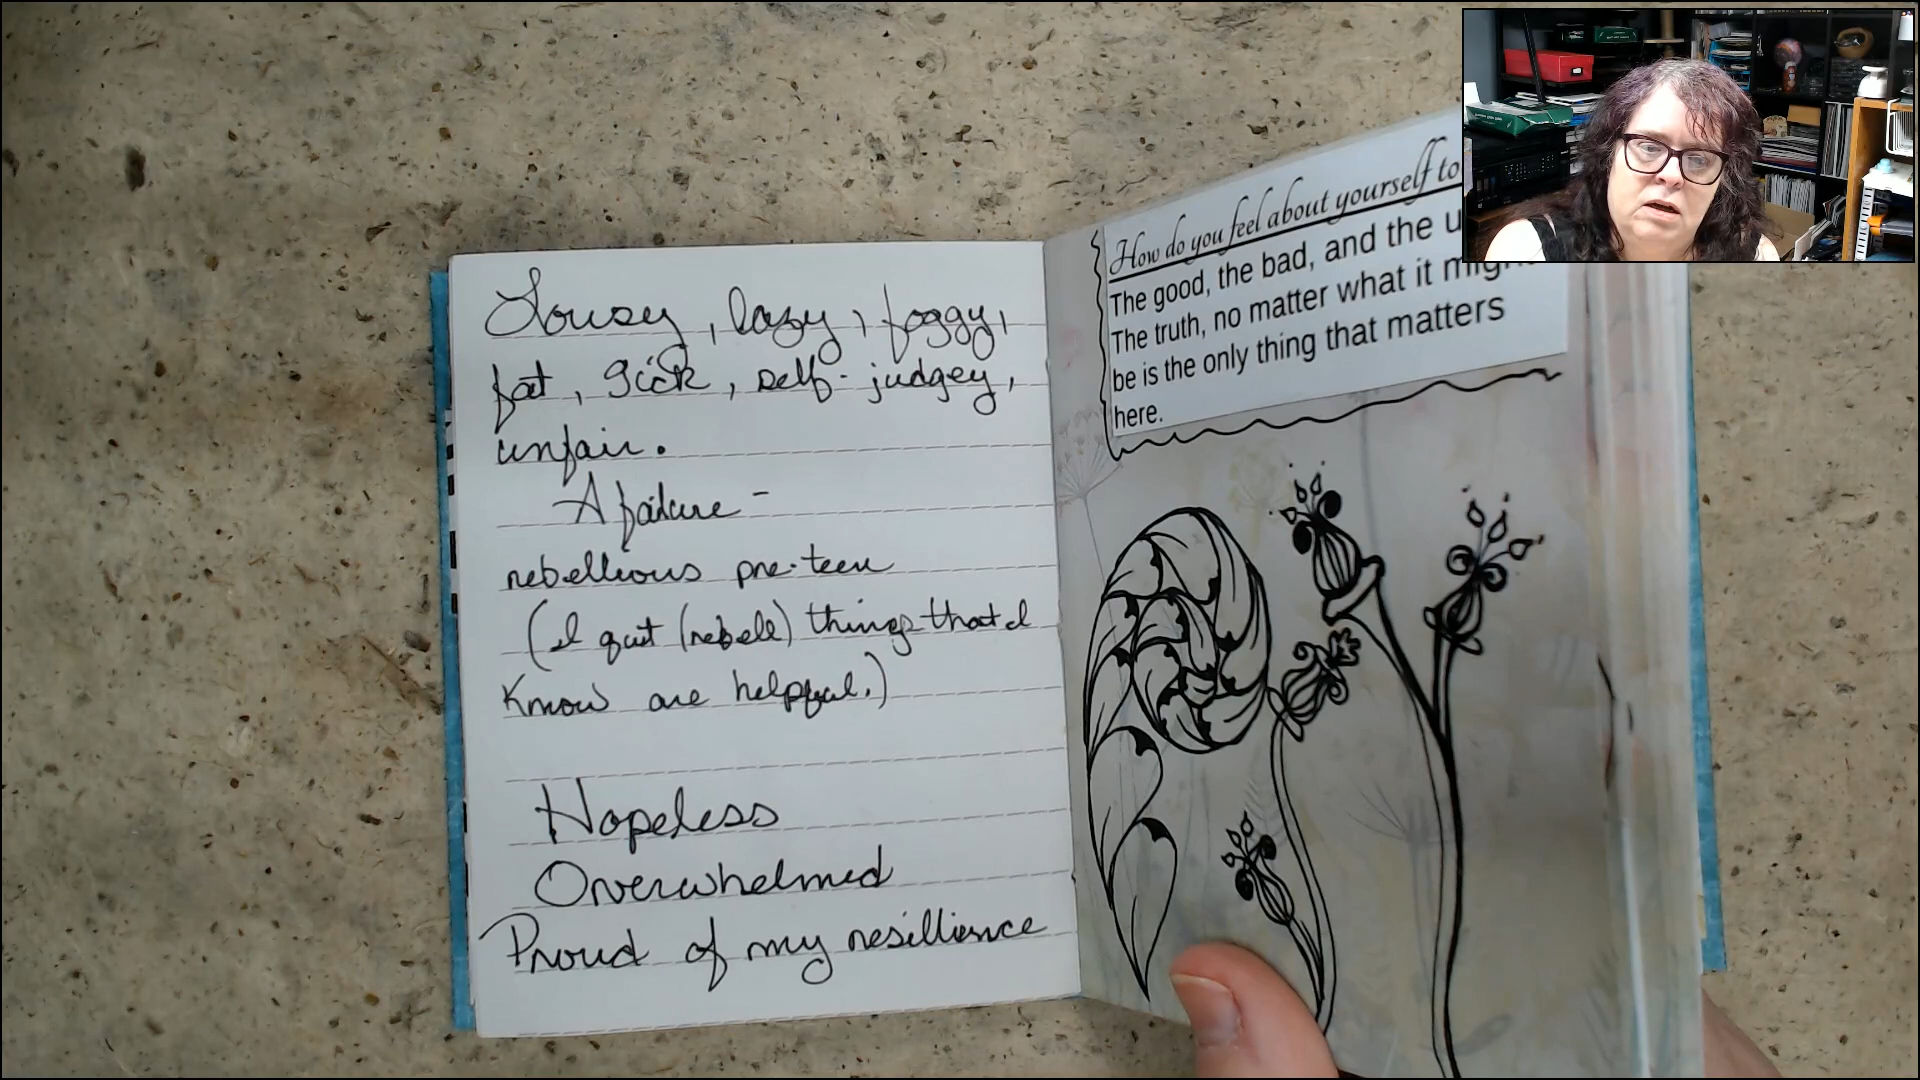 Lousy, lazy, foggy,
fat, sick, self-judgey,
unfair.
A failure -
rebellious pre-teen
(I quit (rebell) things that I
know are helpful.)
Hopeless
Overwhelmed
Proud of my resillience
How do you feel about yourself to
The good, the bad, and the u
The truth, no matter what it might
be is the only thing that matters
here.